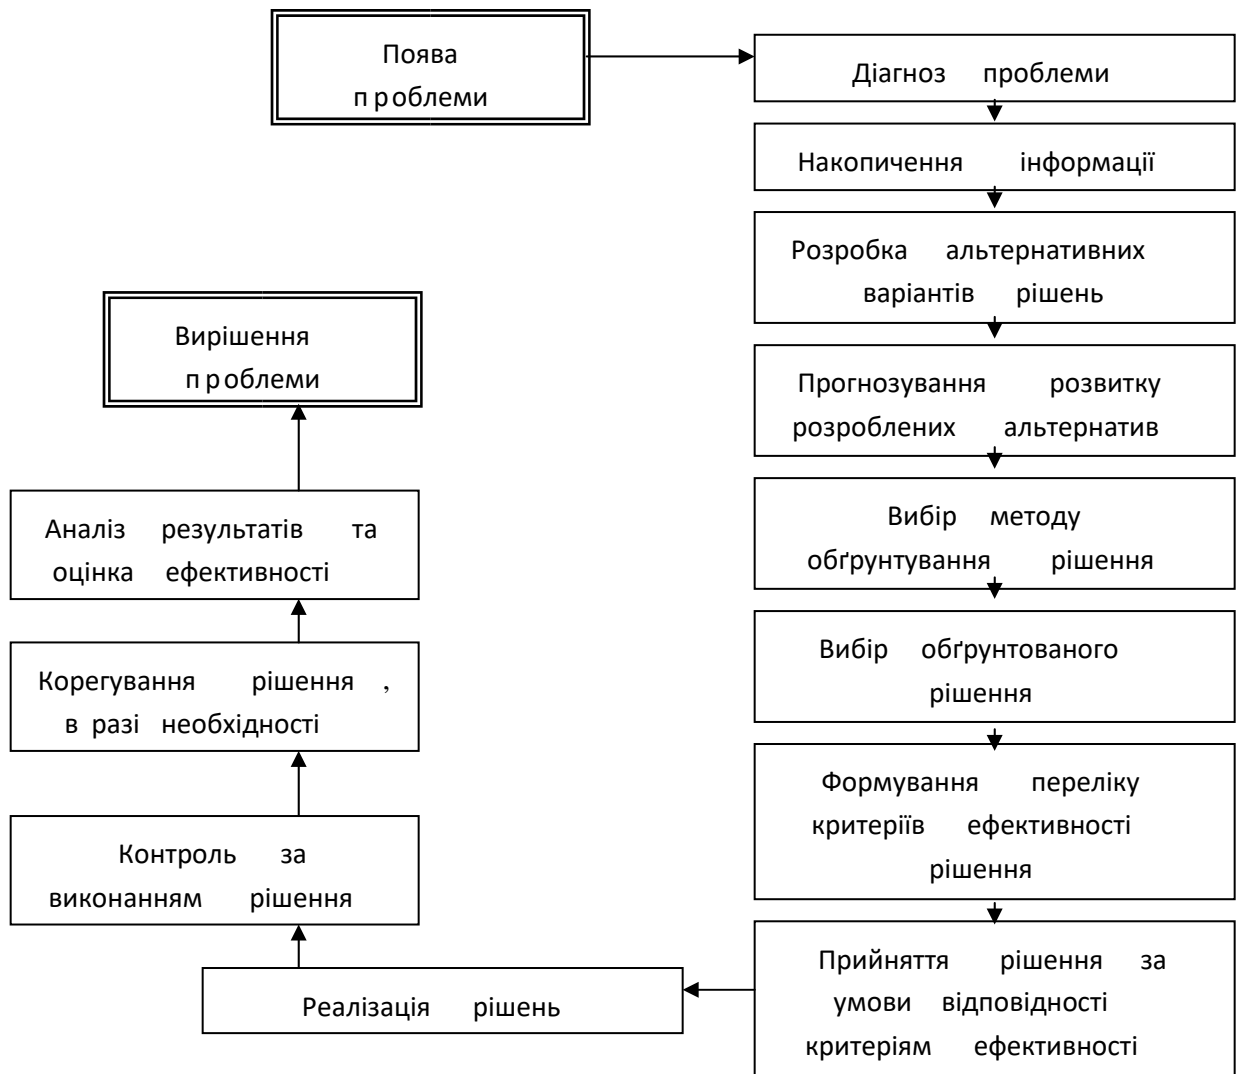 Поява
проблеми
Діагноз проблеми
Накопичення інформації
Розробка альтернативних
варіантів рішень
Прогнозування розвитку
розроблених альтернатив
Вибір методу
обґрунтування рішення
Вибір обґрунтованого
рішення
Формування переліку
критеріїв ефективності
рішення
Прийняття рішення за
умови відповідності
критеріям ефективності
Реалізація рішень
Контроль за
виконанням рішення
Корегування рішення ,
в разі необхідності
Аналіз результатів та
оцінка ефективності
Вирішення
проблеми